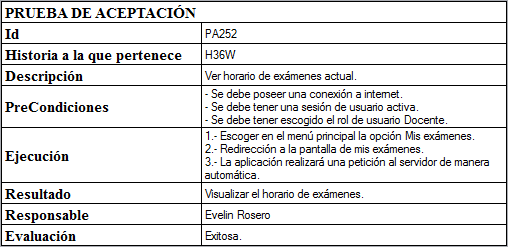 PRUEBA DE ACEPTACIÓN
Id PA252
Historia a la que pertenece H36W
Descripción Ver horario de exámenes actual.
PreCondiciones - Se debe poseer una conexión a internet.
- Se debe tener una sesión de usuario activa.
- Se debe tener escogido el rol de usuario Docente.
Ejecución 1.- Escoger en el menú principal la opción Mis exámenes.
2.- Redirección a la pantalla de mis exámenes.
3.- La aplicación realizará una petición al servidor de manera
automática.
Resultado Visualizar el horario de exámenes.
Responsable Evelin Rosero
Evaluación Exitosa.